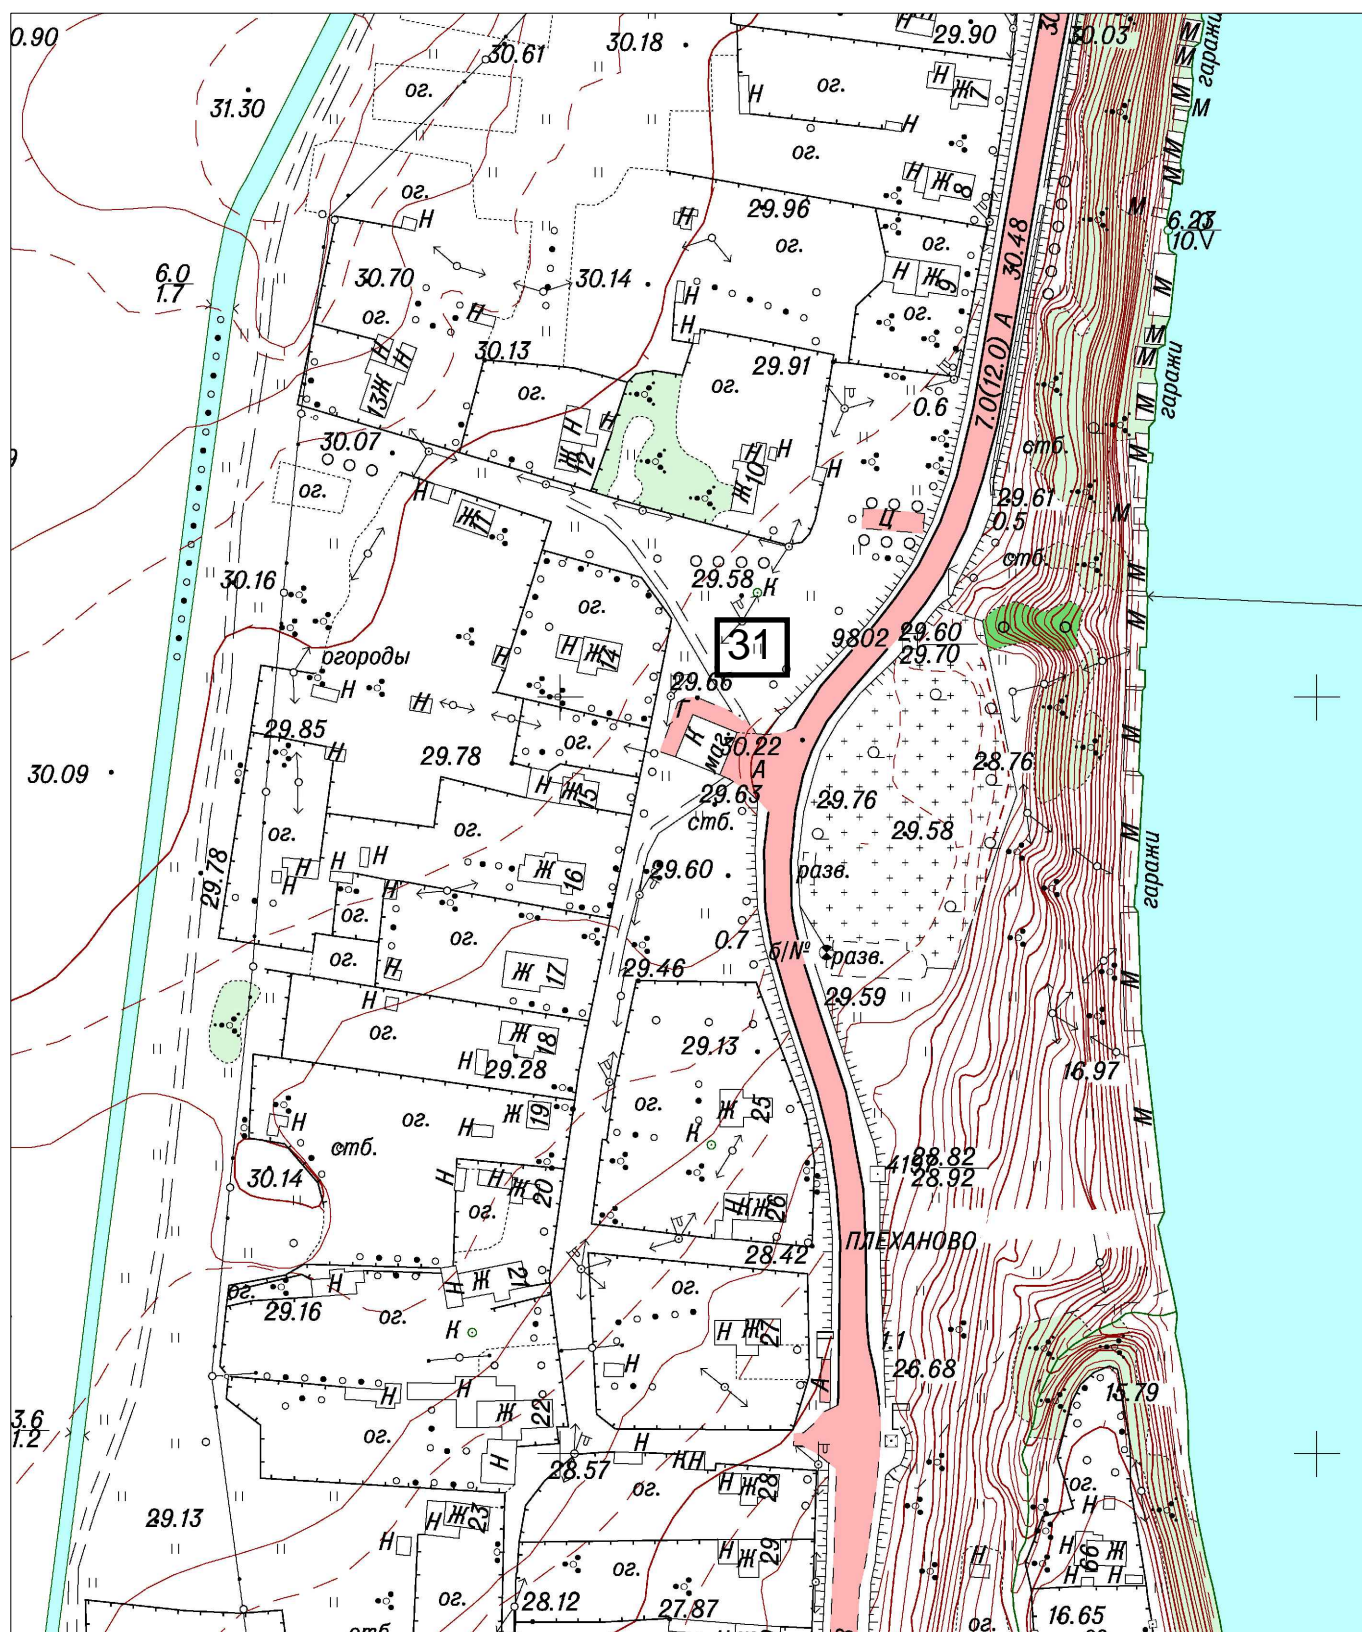 0.90
30.61
30.18
Н
29.90
30.03
М
гаражи
31.30
ог.
Н
ог.
Н
Ж
7
М
М
Н
ог.
Н
Ж
8
М
ог.
Н
Н
29.96
ог.
ог.
30.48
М
10.V
6.0
1.7
30.70
30.14
Н
Ж
9
М
ог.
Н
Н
Н
ог.
30.13
29.91
7.0(12.0) А
М
М
гаражи
Н
Н
13Ж
ог.
ог.
0.6
М
30.07
Н
Н
Ж
12
Н
Н
Ж
10
Н
стб.
М
ог.
Н
Ж
11
Ц
29.61
0.5
М
стб.
30.16
29.58
К
М
ог.
31
9802
29.60
29.70
М
огороды
Н
Н
Ж
14
Н
29.66
Г
Н
29.85
Н
29.78
ог.
Н
маг.
30.22
А
28.76
М
30.09
Н
Ж
15
29.63
стб.
29.76
29.58
М
гаражи
ог.
ог.
29.78
Н
Н
Н
Ж
16
29.60
разв.
ог.
Н
ог.
ог.
Н
Ж
17
0.7
б/№
разв.
29.46
29.59
М
Н
ог.
Ж
18
29.13
Н
29.28
16.97
ог.
Ж
25
М
Н
ог.
Н
Ж
19
стб.
К
30.14
Н
Н
Ж
20
28.82
28.92
ог.
Н
Н
Ж
26
28.42
ПЛЕХАНОВО
ог.
Н
Н
Ж
21
ог.
29.16
ог.
К
Н
Ж
27
1.1
Н
Н
Н
А
26.68
15.79
3.6
1.2
ог.
Ж
22
Н
Н
28.57
Н
Н
ог.
Н
Ж
28
ог.
Н
29.13
Н
Ж
23
Н
ог.
Н
Ж
29
Н
Н
Ж
66
Н
Н
ог.
28.12
27.87
ог.
16.65
стб.